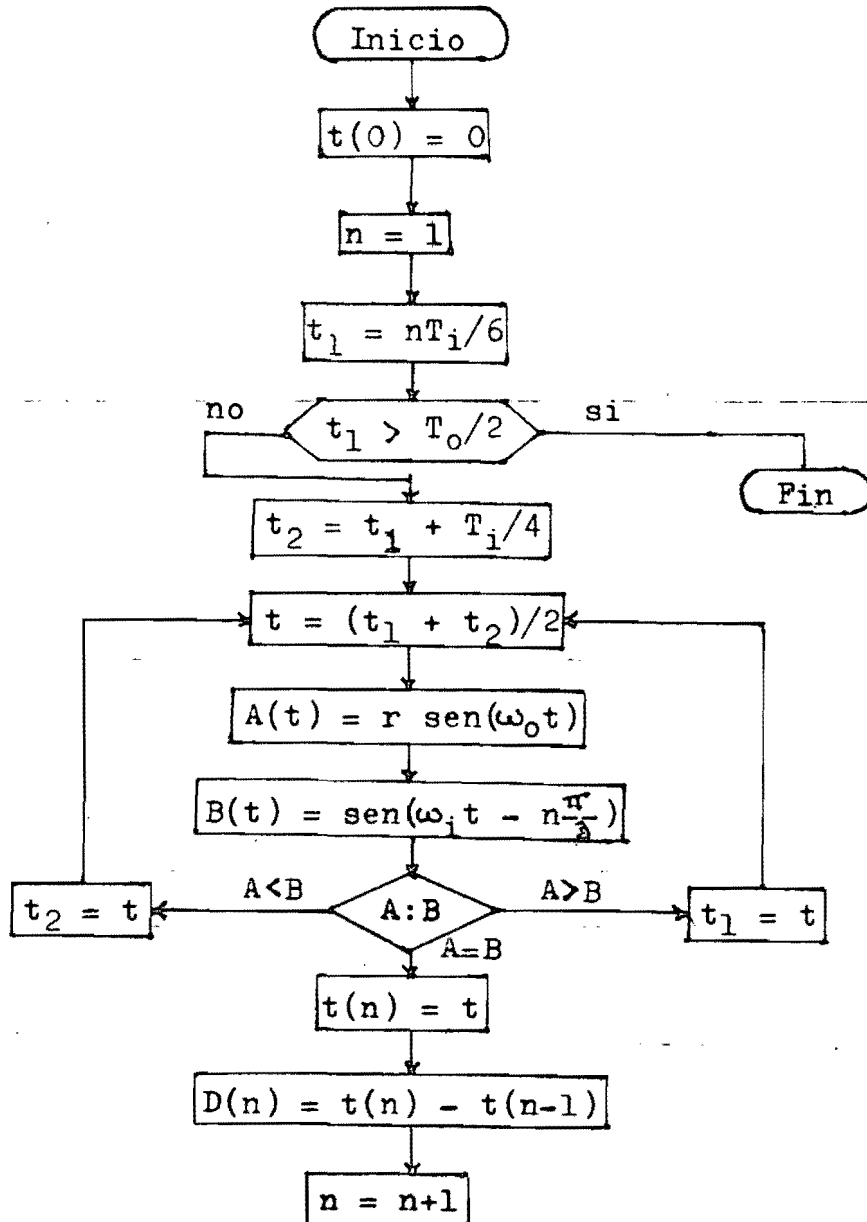 Inicio
t(0) = 0
n = 1
t₁ = nTᵢ/6
no
t₁ > Tₒ/2
si
Fin
t₂ = t₁ + Tᵢ/4
t = (t₁ + t₂)/2
A(t) = r sen(ωₒt)
B(t) = sen(ωᵢt - nπ/3)
A<B
A:B
A>B
t₂ = t
t₁ = t
A=B
t(n) = t
D(n) = t(n) - t(n-1)
n = n+1